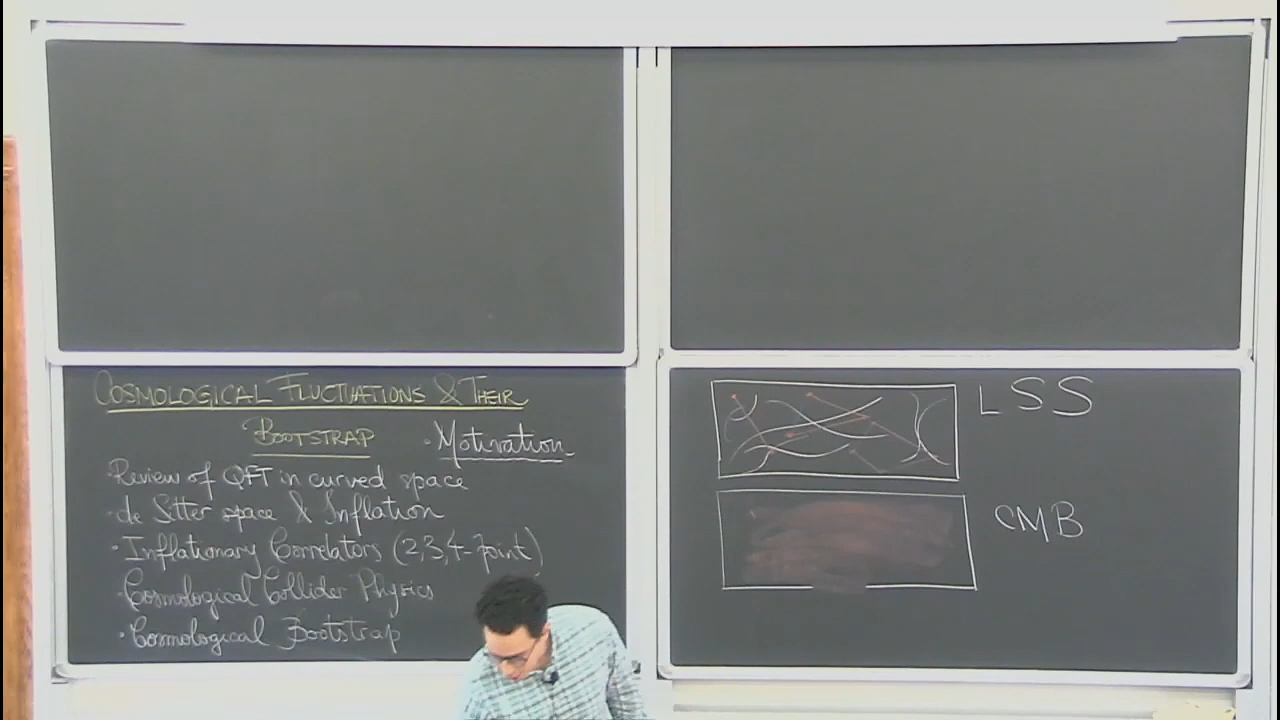 COSMOLOGICAL FLUCTUATIONS & THEIR
BOOTSTRAP
· Motivation
· Review of QFT in curved space
· de Sitter space & Inflation
· Inflationary Correlators (2,3,4-point)
· Cosmological Collider Physics
· Cosmological Bootstrap
LSS
CMB